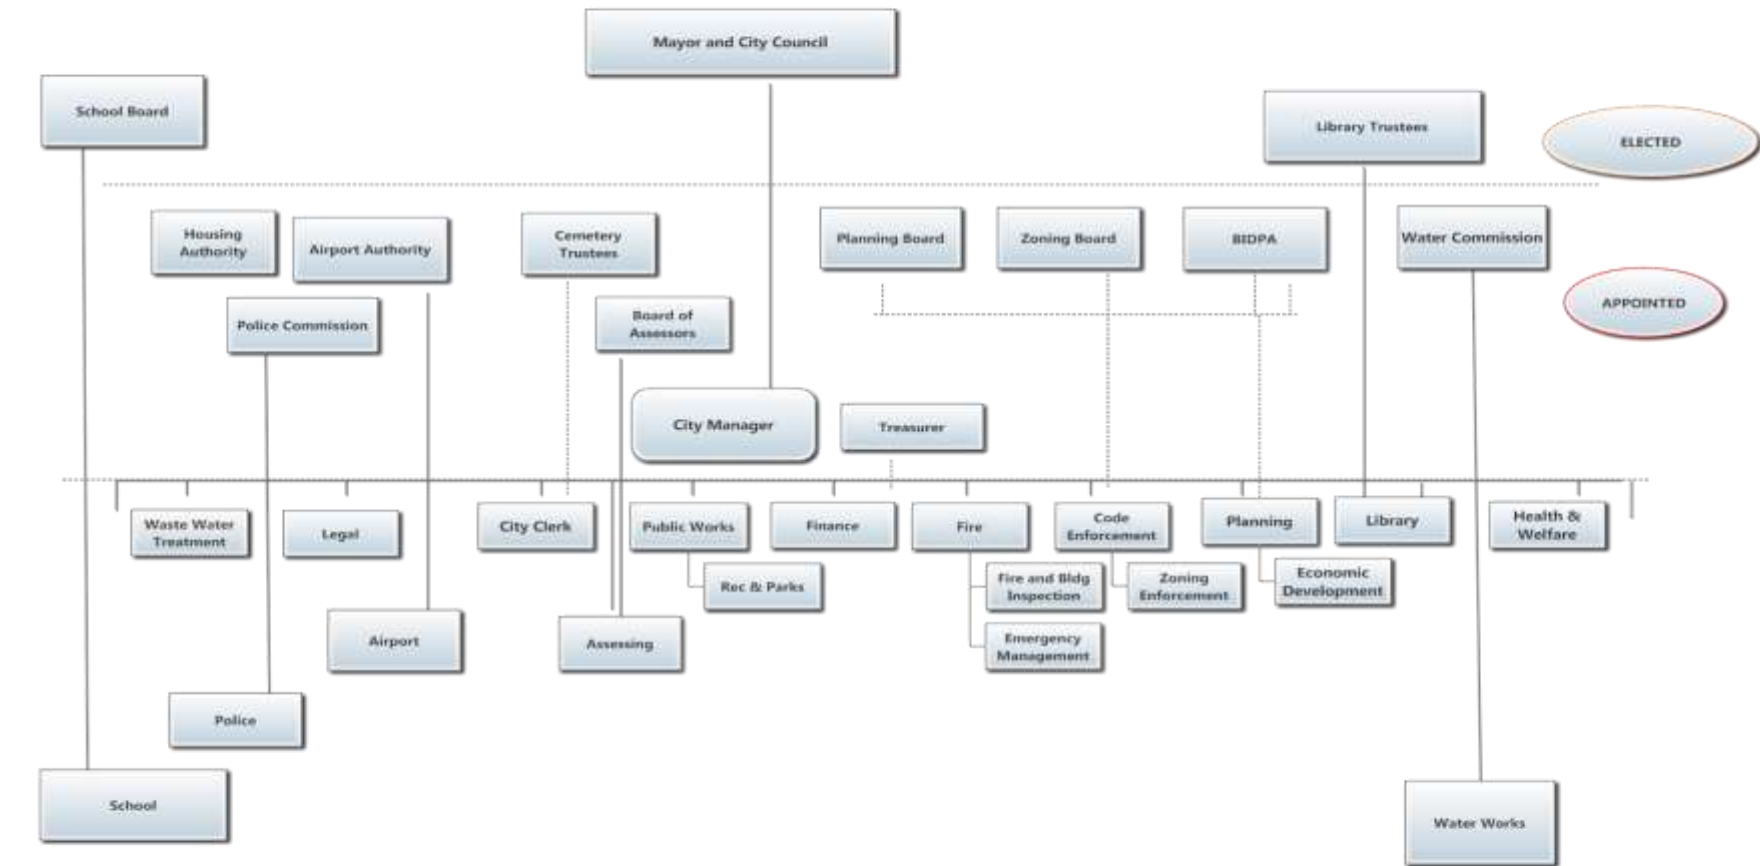 Mayor and City Council
School Board
Library Trustees
ELECTED
Housing
Authority
Airport Authority
Cemetery
Trustees
Planning Board
Zoning Board
BIDPA
Water Commission
Police Commission
Board of
Assessors
APPOINTED
City Manager
Treasurer
Waste Water
Treatment
Legal
City Clerk
Public Works
Finance
Fire
Code
Enforcement
Planning
Library
Health &
Welfare
Rec & Parks
Fire and Bldg
Inspection
Zoning
Enforcement
Economic
Development
Airport
Assessing
Emergency
Management
Police
School
Water Works